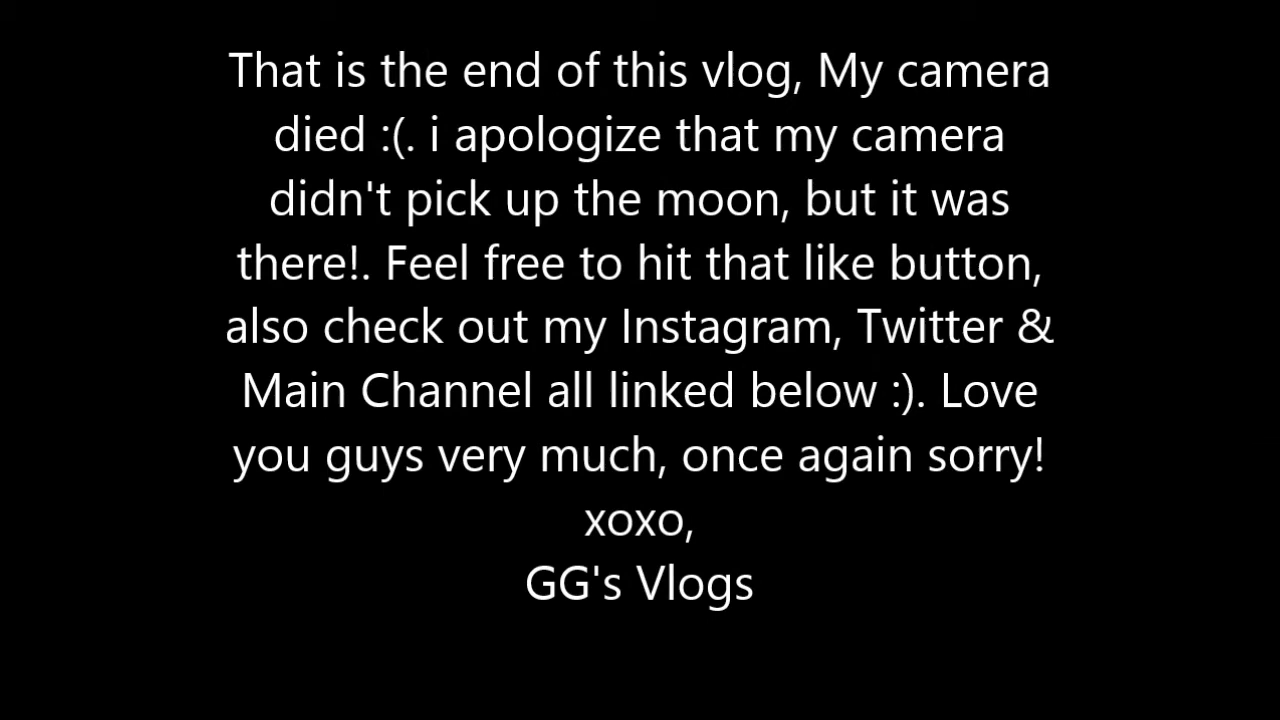 That is the end of this vlog, My camera
died :(. i apologize that my camera
didn't pick up the moon, but it was
there!. Feel free to hit that like button,
also check out my Instagram, Twitter &
Main Channel all linked below :). Love
you guys very much, once again sorry!
xoxo,
GG's Vlogs